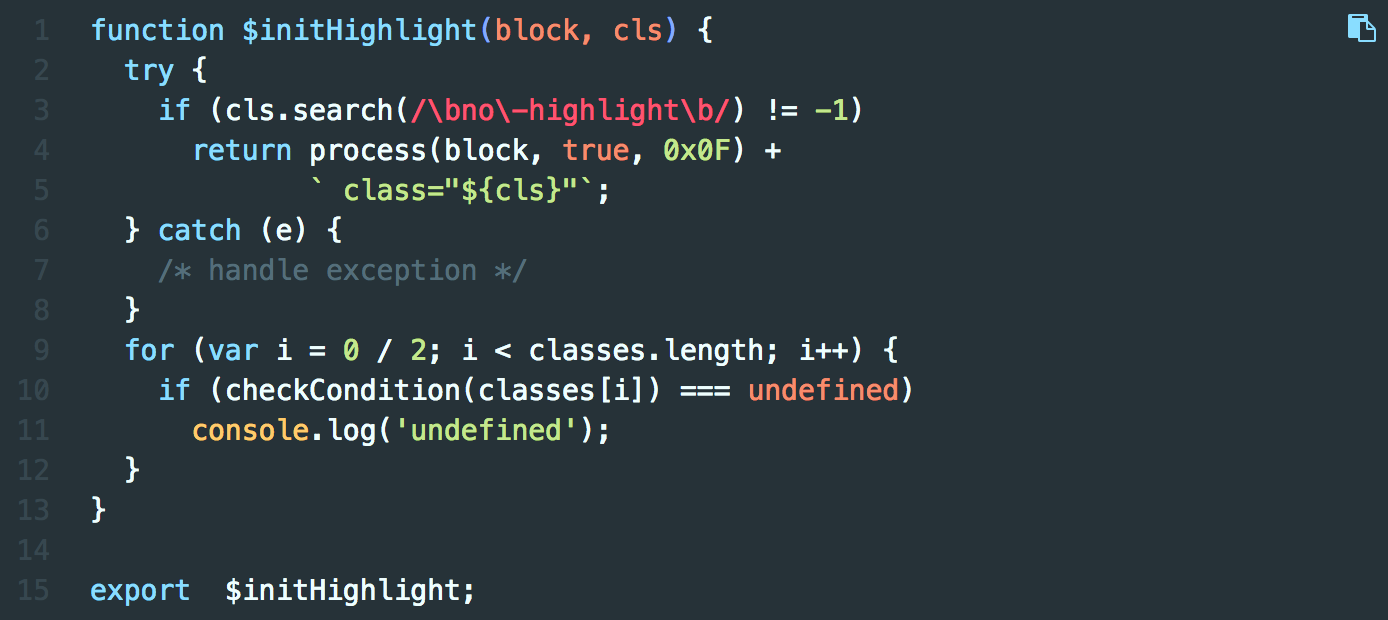 1 function $initHighlight(block, cls) {
2   try {
3     if (cls.search(/\bno\-highlight\b/) != -1)
4       return process(block, true, 0x0F) +
5              ` class="${cls}"`;
6   } catch (e) {
7     /* handle exception */
8   }
9   for (var i = 0 / 2; i < classes.length; i++) {
10     if (checkCondition(classes[i]) === undefined)
11       console.log('undefined');
12   }
13 }
14
15 export  $initHighlight;